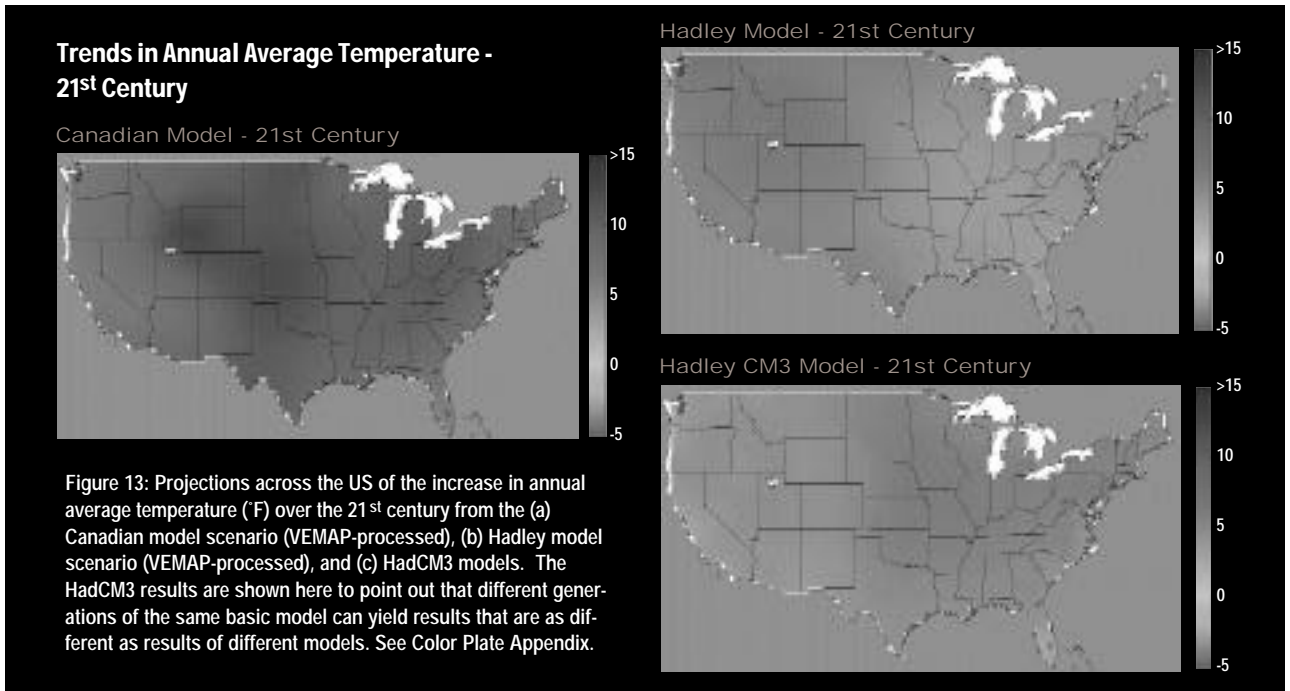 Trends in Annual Average Temperature -
21st Century
Canadian Model - 21st Century
>15
10
5
0
-5
Figure 13: Projections across the US of the increase in annual
average temperature (˚F) over the 21st century from the (a)
Canadian model scenario (VEMAP-processed), (b) Hadley model
scenario (VEMAP-processed), and (c) HadCM3 models. The
HadCM3 results are shown here to point out that different gener-
ations of the same basic model can yield results that are as dif-
ferent as results of different models. See Color Plate Appendix.
Hadley Model - 21st Century
>15
10
5
0
-5
Hadley CM3 Model - 21st Century
>15
10
5
0
-5